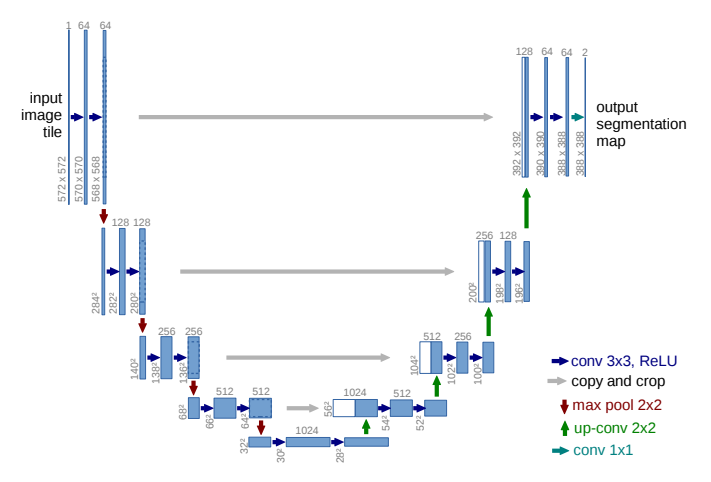 1 64 64
input
image
tile
572 x 572
570 x 570
568 x 568
128 64 64 2
output
segmentation
map
392 x 392
390 x 390
388 x 388
388 x 388
128 128
284²
282²
280²
256 128
200²
198²
196²
256 256
140²
138²
136²
512 256
104²
102²
100²
512 512
68²
66²
64²
1024 512
56²
54²
52²
1024
32²
30²
28²
conv 3x3, ReLU
copy and crop
max pool 2x2
up-conv 2x2
conv 1x1